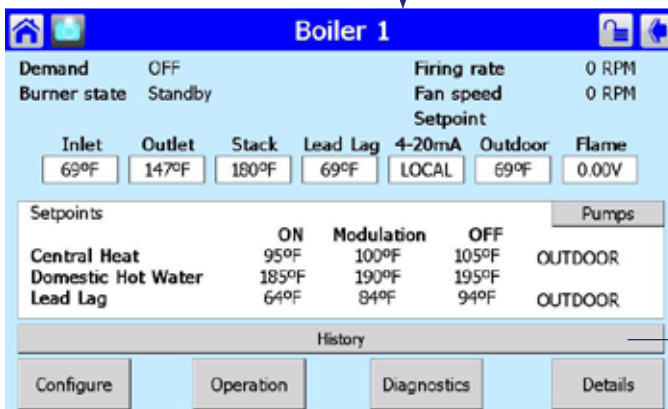 Boiler 1
Demand OFF Firing rate 0 RPM
Burner state Standby Fan speed 0 RPM
Setpoint
Inlet Outlet Stack Lead Lag 4-20mA Outdoor Flame
69ºF 147ºF 180ºF 69ºF LOCAL 69ºF 0.00V
Setpoints Pumps
ON Modulation OFF
Central Heat 95ºF 100ºF 105ºF OUTDOOR
Domestic Hot Water 185ºF 190ºF 195ºF
Lead Lag 64ºF 84ºF 94ºF OUTDOOR
History
Configure Operation Diagnostics Details